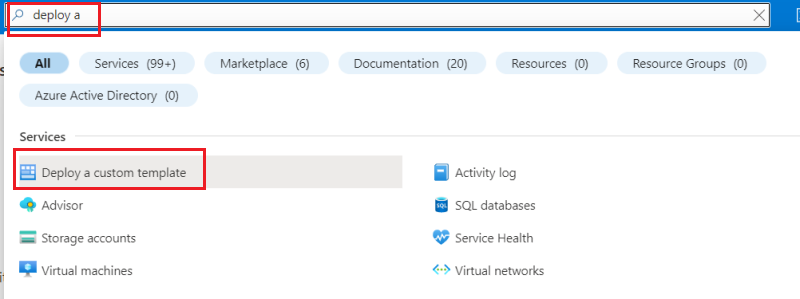 deploy a
All Services (99+) Marketplace (6) Documentation (20) Resources (0) Resource Groups (0)
Azure Active Directory (0)
Services
Deploy a custom template Activity log
Advisor SQL databases
Storage accounts Service Health
Virtual machines Virtual networks